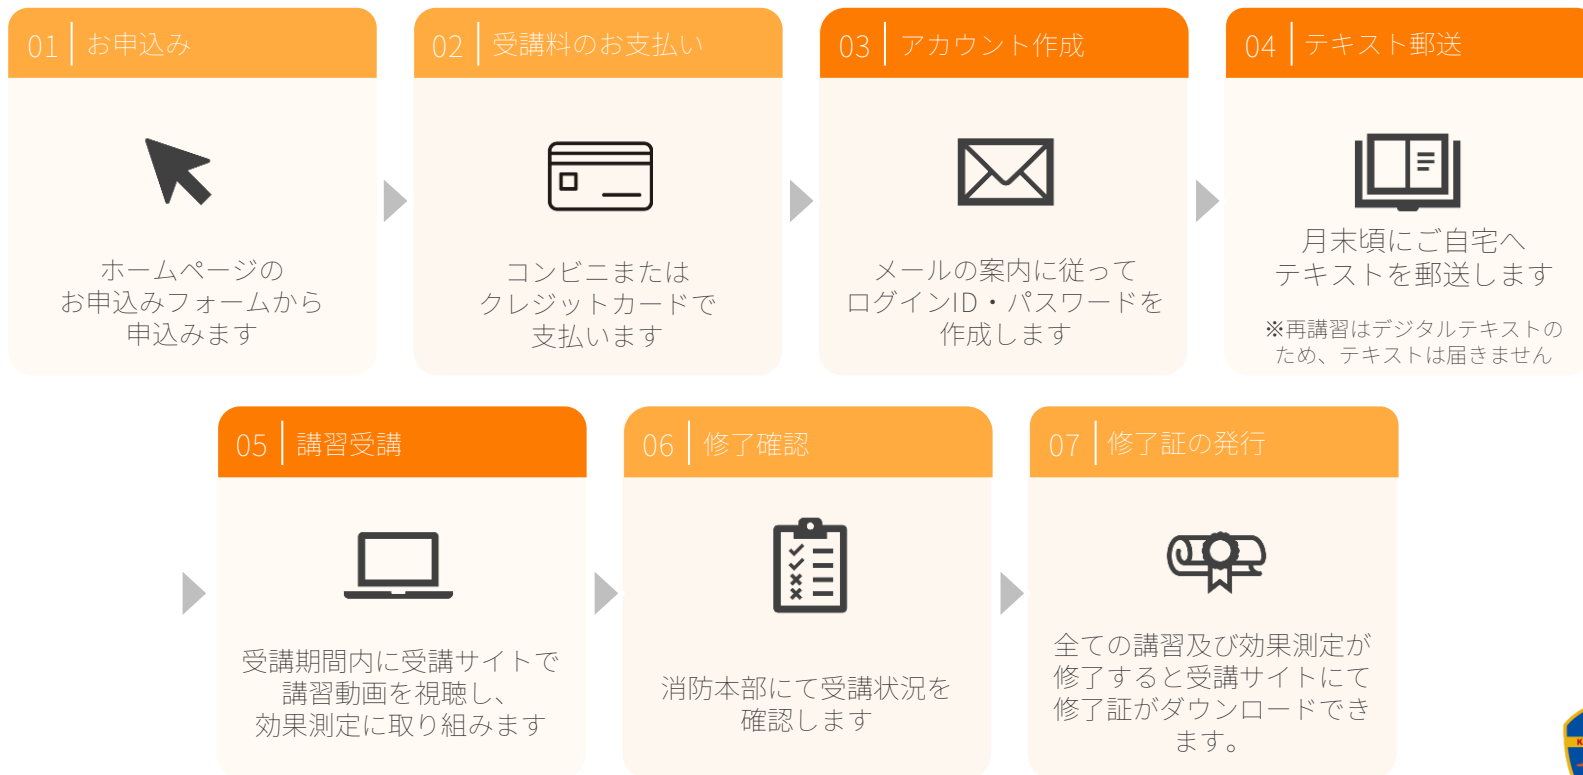 01 お申込み
ホームページの
お申込みフォームから
申込みます
02 受講料のお支払い
コンビニまたは
クレジットカードで
支払います
03 アカウント作成
メールの案内に従って
ログインID・パスワードを
作成します
04 テキスト郵送
月末頃にご自宅へ
テキストを郵送します
※再講習はデジタルテキストの
ため、テキストは届きません
05 講習受講
受講期間内に受講サイトで
講習動画を視聴し、
効果測定に取り組みます
06 修了確認
消防本部にて受講状況を
確認します
07 修了証の発行
全ての講習及び効果測定が
修了すると受講サイトにて
修了証がダウンロードでき
ます。